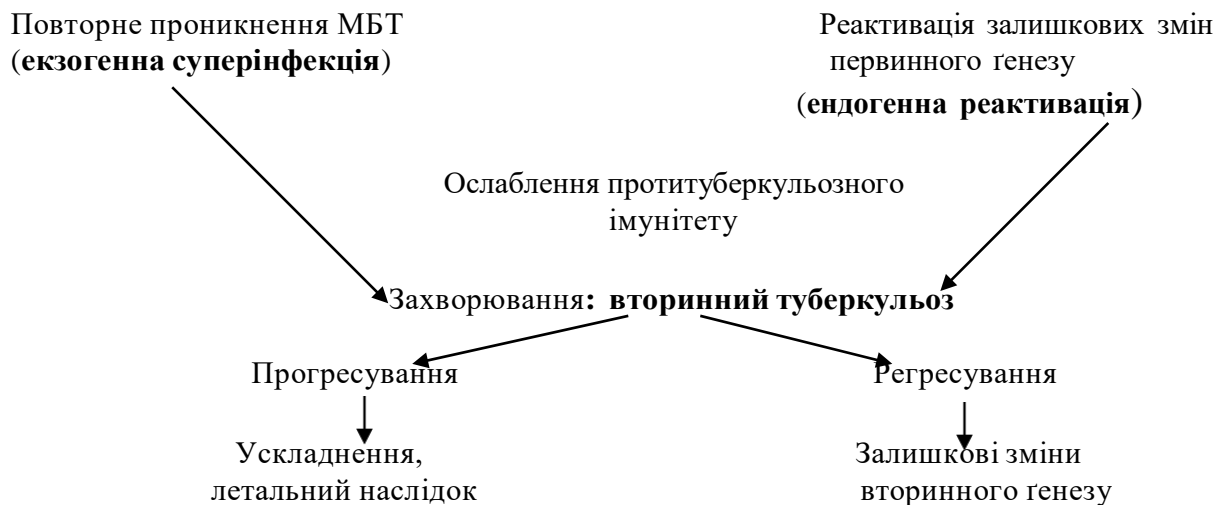 Повторне проникнення МБТ
(екзогенна суперінфекція)
Реактивація залишкових змін
первинного ґенезу
(ендогенна реактивація)
Ослаблення протитуберкульозного
імунітету
Захворювання: вторинний туберкульоз
Прогресування
Регресування
Ускладнення,
летальний наслідок
Залишкові зміни
вторинного ґенезу